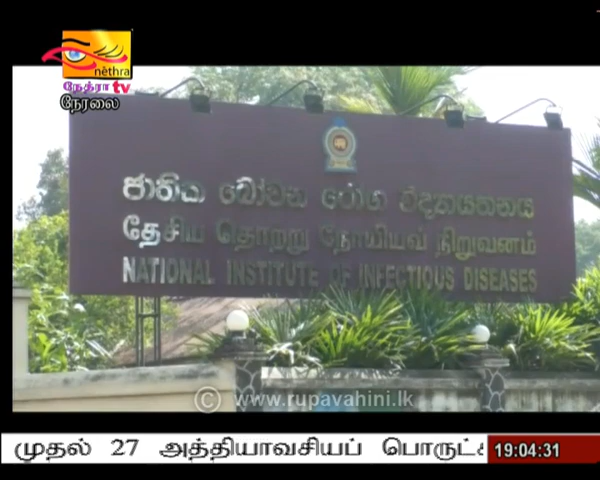 nēthra
நேத்ரா tv
நேரலை
ජාතික බෝවන රෝග විද්‍යායතනය
தேசிய தொற்று நோயியல் நிறுவனம்
NATIONAL INSTITUTE OF INFECTIOUS DISEASES
© www.rupavahini.lk
முதல் 27 அத்தியாவசியப்
19:04:31